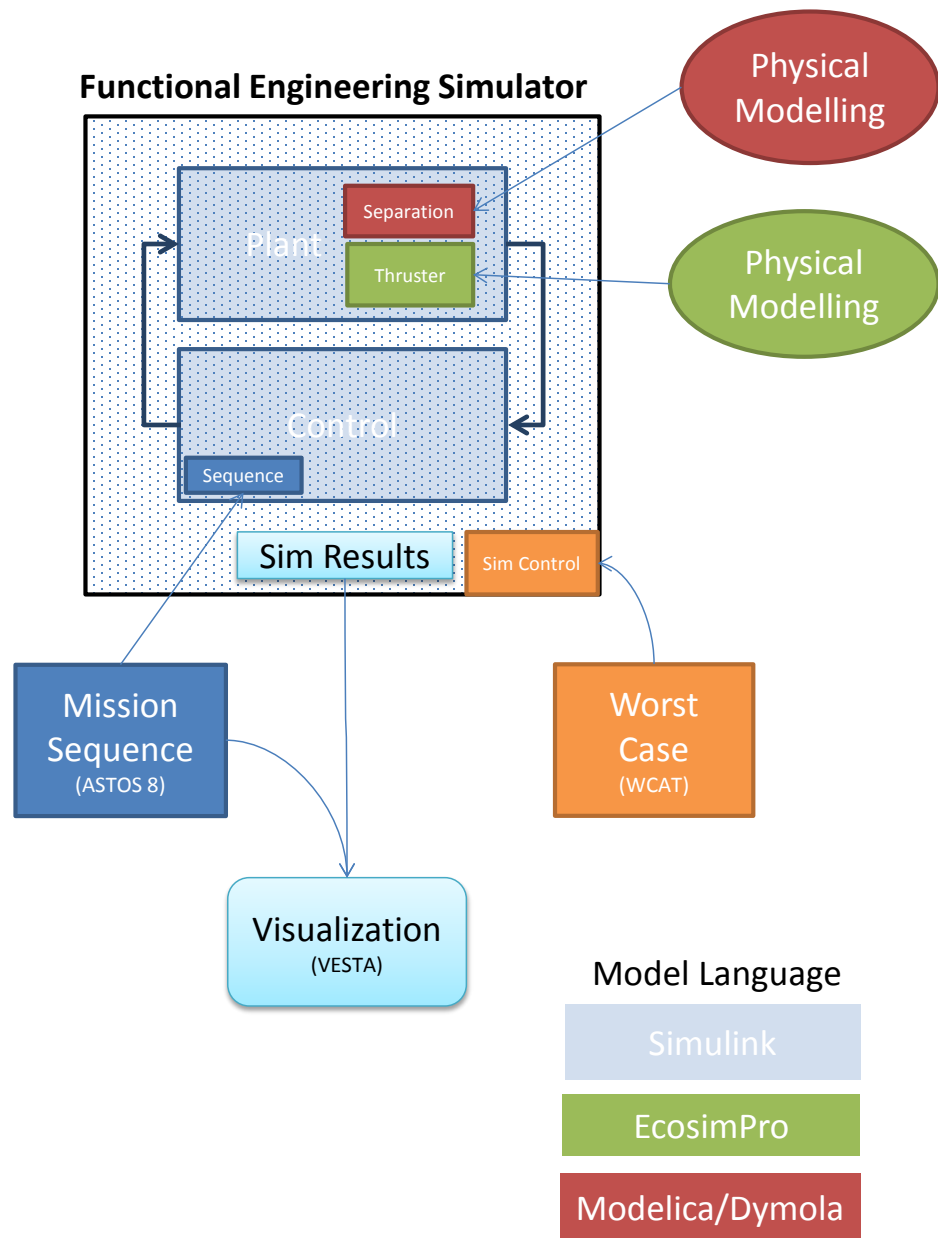 Functional Engineering Simulator
Physical
Modelling
Separation
Plant
Thruster
Physical
Modelling
Control
Sequence
Sim Results
Sim Control
Mission
Sequence
(ASTOS 8)
Worst
Case
(WCAT)
Visualization
(VESTA)
Model Language
Simulink
EcosimPro
Modelica/Dymola